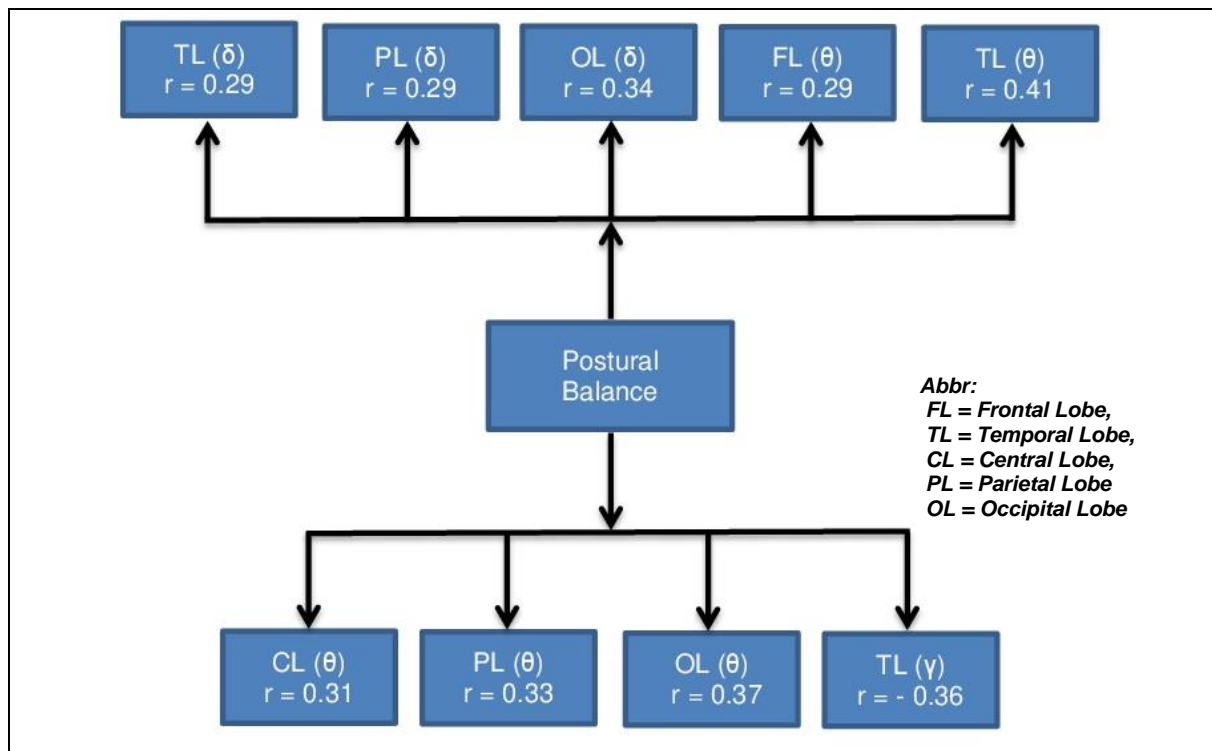 TL (δ)
r = 0.29
PL (δ)
r = 0.29
OL (δ)
r = 0.34
FL (θ)
r = 0.29
TL (θ)
r = 0.41
Postural
Balance
Abbr:
FL = Frontal Lobe,
TL = Temporal Lobe,
CL = Central Lobe,
PL = Parietal Lobe
OL = Occipital Lobe
CL (θ)
r = 0.31
PL (θ)
r = 0.33
OL (θ)
r = 0.37
TL (γ)
r = - 0.36